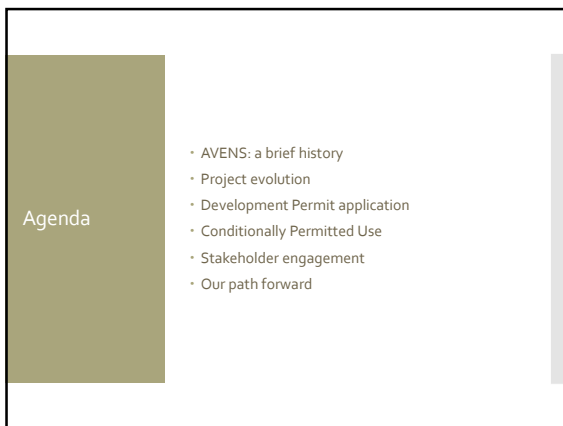 Agenda
• AVENS: a brief history
• Project evolution
• Development Permit application
• Conditionally Permitted Use
• Stakeholder engagement
• Our path forward